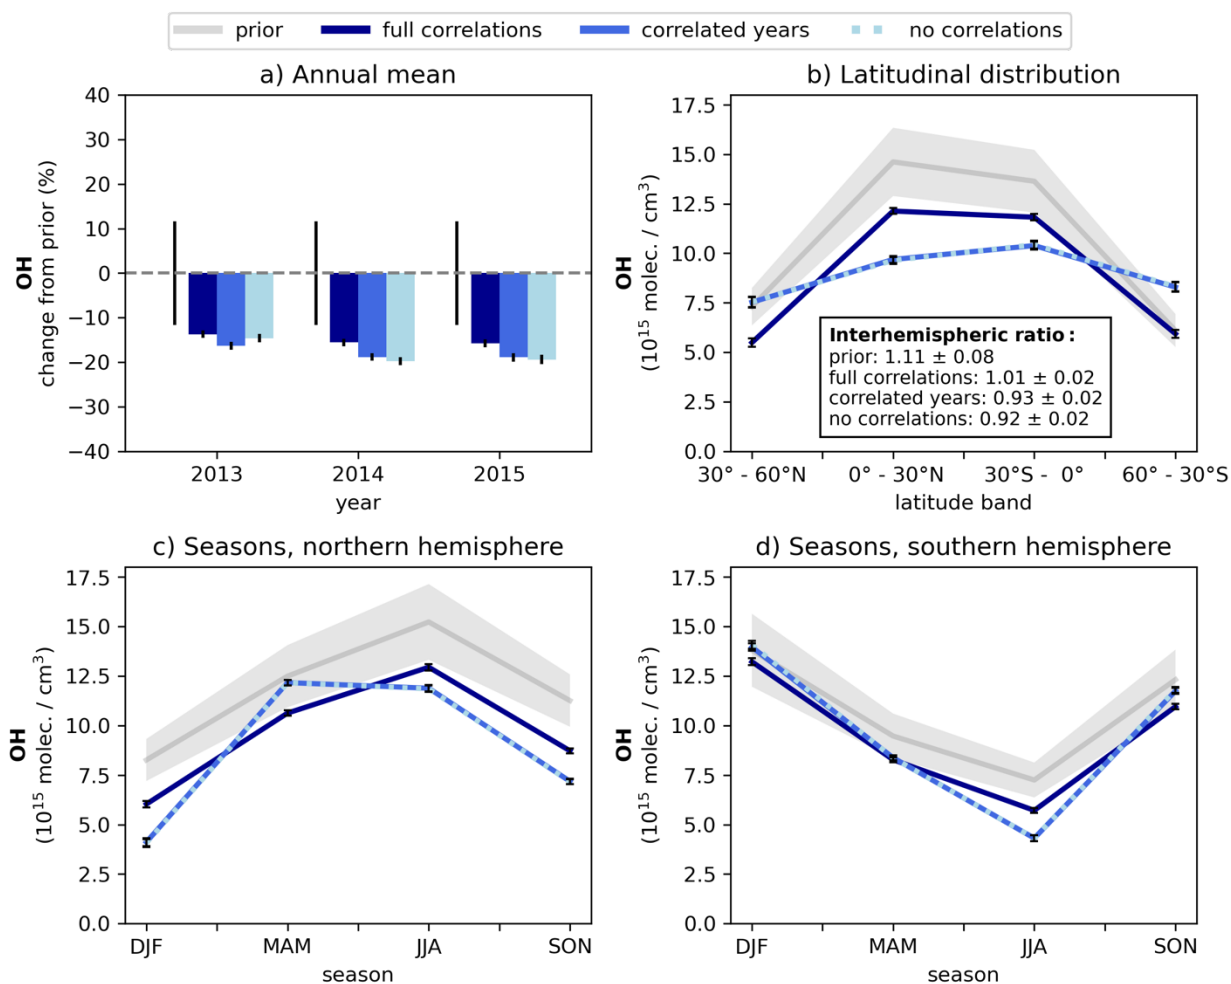 prior full correlations correlated years no correlations
a) Annual mean
OH
change from prior (%)
40
30
20
10
0
−10
−20
−30
−40
2013 2014 2015
year
b) Latitudinal distribution
OH
(10¹⁵ molec. / cm³)
17.5
15.0
12.5
10.0
7.5
5.0
2.5
0.0
Interhemispheric ratio:
prior: 1.11 ± 0.08
full correlations: 1.01 ± 0.02
correlated years: 0.93 ± 0.02
no correlations: 0.92 ± 0.02
30° - 60°N 0° - 30°N 30°S - 0° 60° - 30°S
latitude band
c) Seasons, northern hemisphere
OH
(10¹⁵ molec. / cm³)
17.5
15.0
12.5
10.0
7.5
5.0
2.5
0.0
DJF MAM JJA SON
season
d) Seasons, southern hemisphere
OH
(10¹⁵ molec. / cm³)
17.5
15.0
12.5
10.0
7.5
5.0
2.5
0.0
DJF MAM JJA SON
season